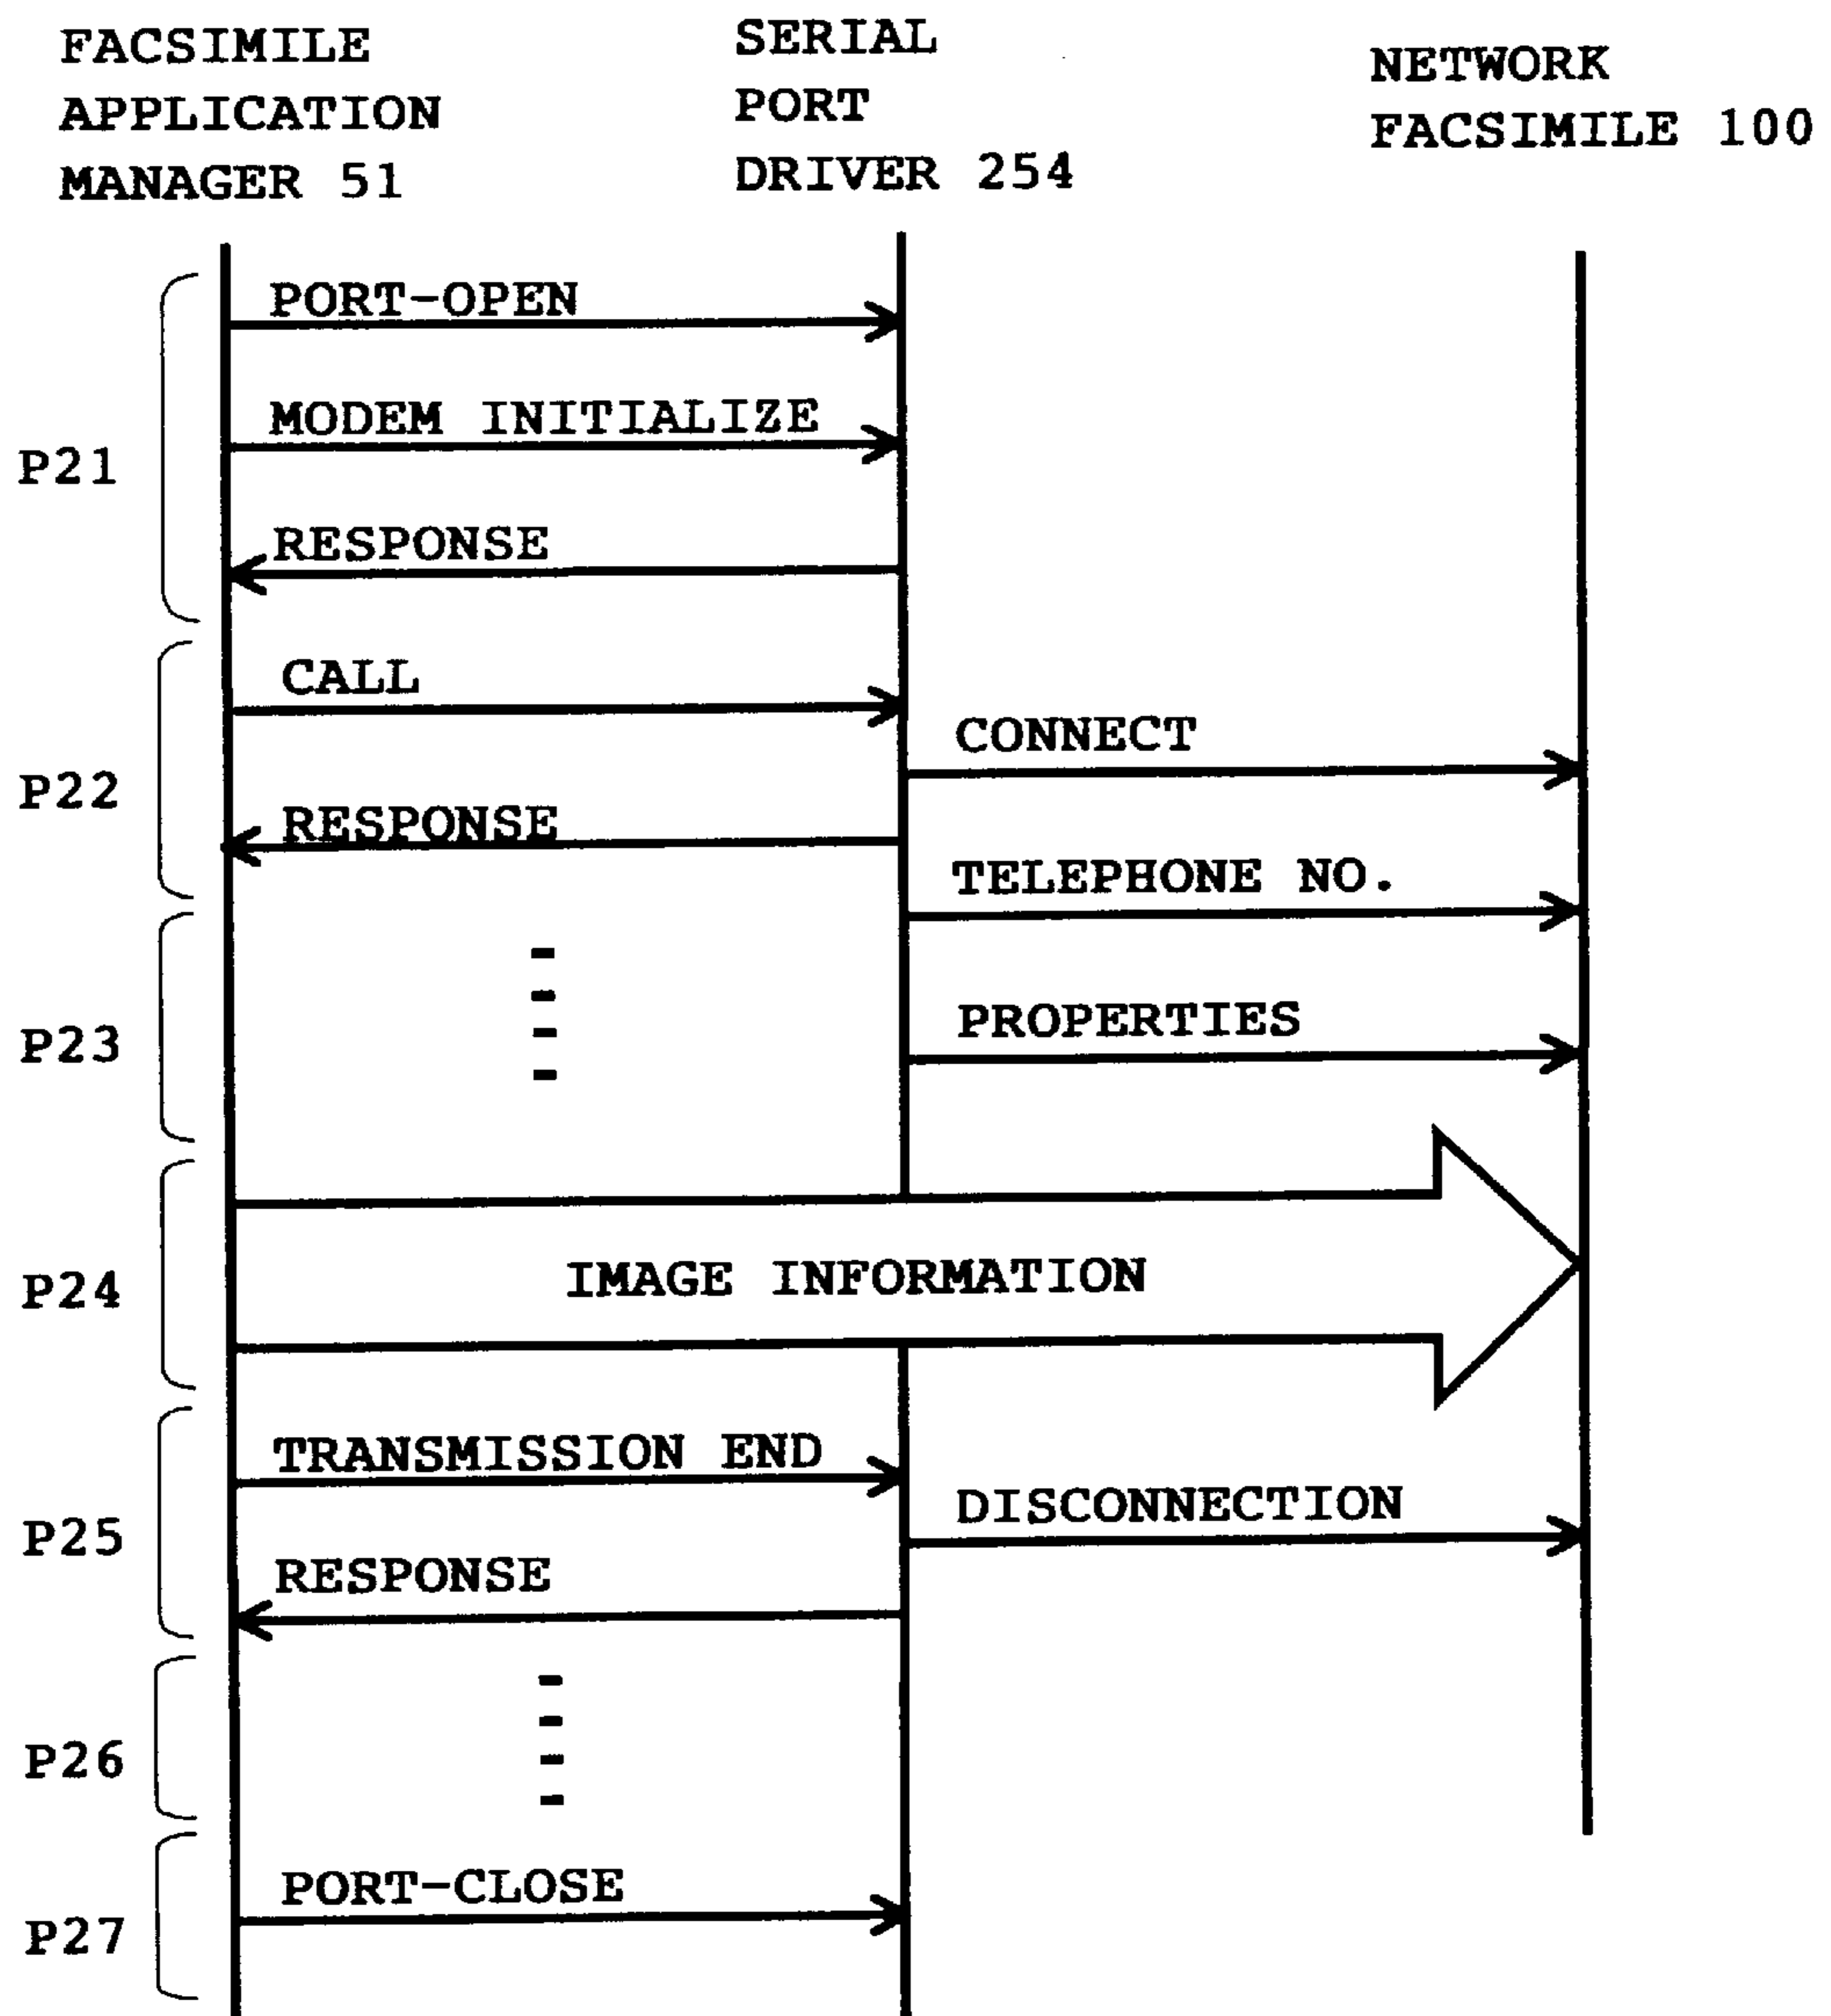 FACSIMILE
APPLICATION
MANAGER 51
SERIAL
PORT
DRIVER 254
NETWORK
FACSIMILE 100
PORT-OPEN
MODEM INITIALIZE
P21
RESPONSE
CALL
CONNECT
P22
RESPONSE
TELEPHONE NO.
PROPERTIES
P23
IMAGE INFORMATION
P24
TRANSMISSION END
DISCONNECTION
P25
RESPONSE
P26
PORT-CLOSE
P27